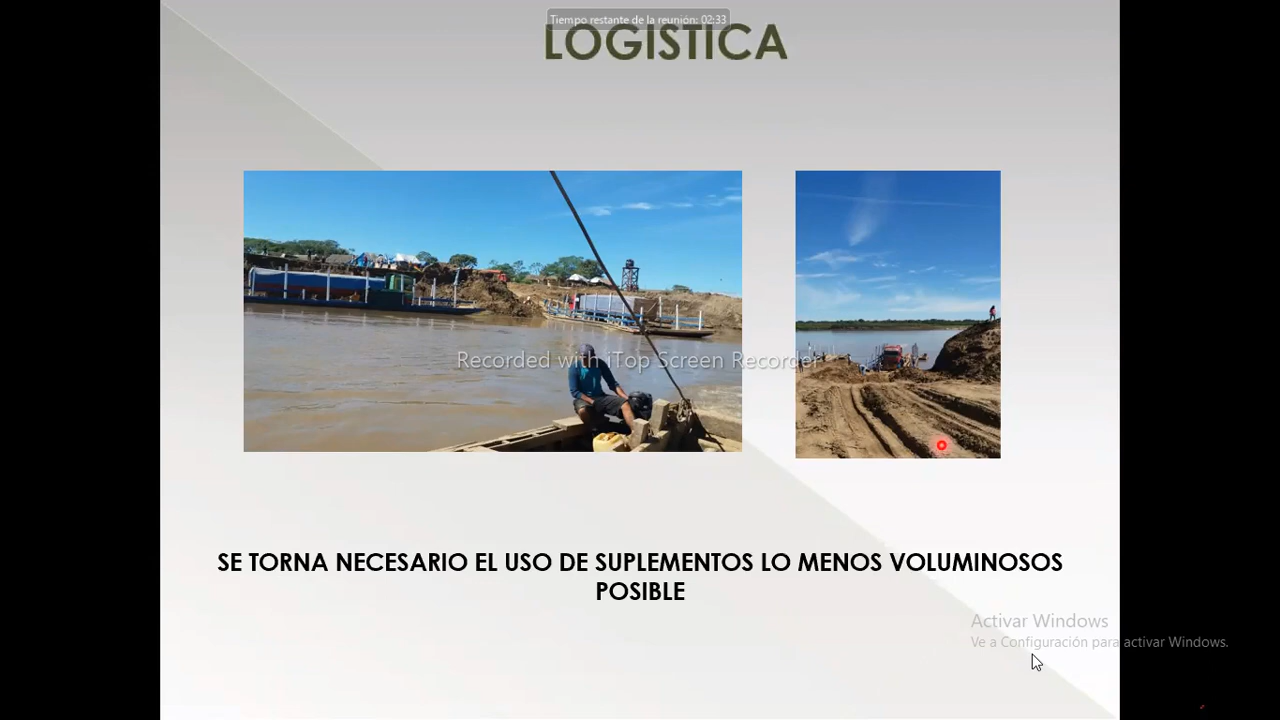 Tiempo restante de la reunión: 02:33
LOGISTICA
Recorded with iTop Screen Recorder
SE TORNA NECESARIO EL USO DE SUPLEMENTOS LO MENOS VOLUMINOSOS
POSIBLE
Activar Windows
Ve a Configuración para activar Windows.